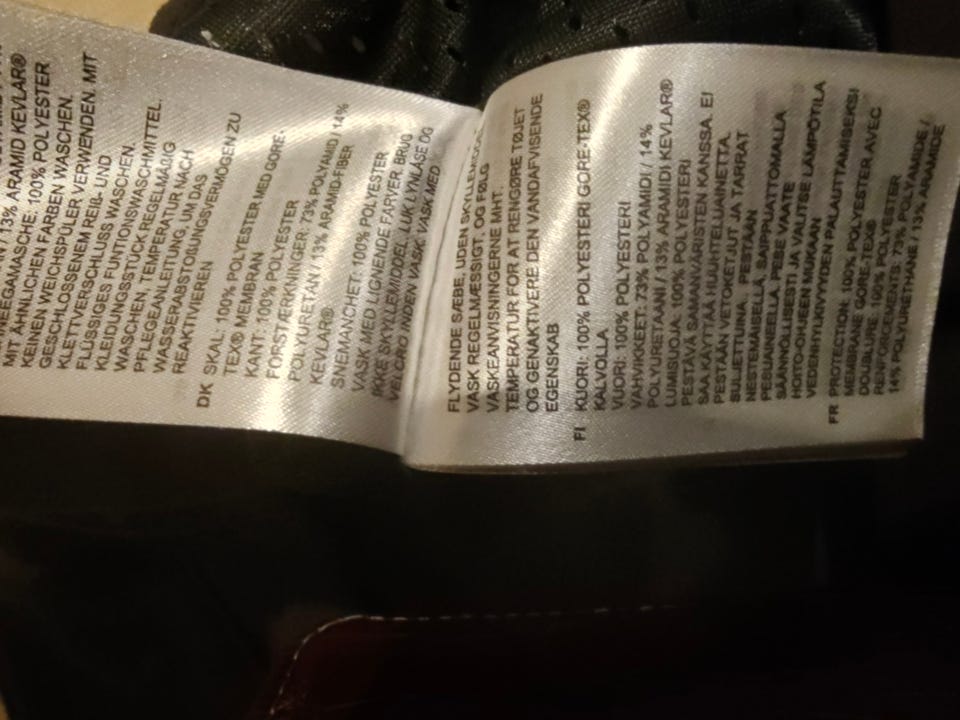 13% ARAMID KEVLAR®
SCHNEEGAMASCHE: 100% POLYESTER
MIT ÄHNLICHEN FARBEN WASCHEN.
KEINEN WEICHSPÜLER VERWENDEN. MIT
GESCHLOSSENEM REIß- UND
KLETTVERSCHLUSS WASCHEN.
FLÜSSIGES FUNKTIONSWASCHMITTEL.
KLEIDUNGSSTÜCK REGELMÄßIG
WASCHEN, TEMPERATUR NACH
PFLEGEANLEITUNG, UM DAS
WASSERABSTOßUNGSVERMÖGEN ZU
REAKTIVIEREN
DK SKAL: 100% POLYESTER MED GORE-
TEX® MEMBRAN
KANT: 100% POLYESTER
FORSTÆRKNINGER: 73% POLYAMID / 14%
POLYURETAN / 13% ARAMID-FIBER
KEVLAR®
SNEMANCHET: 100% POLYESTER
VASK MED LIGNENDE FARVER, BRUG
IKKE SKYLLEMIDDEL, LUK LYNLÅSE OG
VELCRO INDEN VASK. VASK MED
FLYDENDE SÆBE, UDEN
VASK REGELMÆSSIGT, OG FØLG
VASKEANVISNINGERNE MHT.
TEMPERATUR FOR AT RENGØRE TØJET
OG GENAKTIVERE DEN VANDAFVISENDE
EGENSKAB
FI KUORI: 100% POLYESTERI GORE-TEX®
KALVOLLA
VUORI: 100% POLYESTERI
VAHVIKKEET: 73% POLYAMIDI / 14%
POLYURETAANI / 13% ARAMIDI KEVLAR®
LUMISUOJA: 100% POLYESTERI
PESTÄVÄ SAMANVÄRISTEN KANSSA. EI
SAA KÄYTTÄÄ HUUHTELUAINETTA.
PESTÄÄN VETOKETJUT JA TARRAT
SULJETTUINA. PESTÄÄN
NESTEMÄISELLÄ, SAIPPUATTOMALLA
PESUAINEELLA. PESE VAATE
SÄÄNNÖLLISESTI JA VALITSE LÄMPÖTILA
HOITO-OHJEEN MUKAAN
VEDENHYLKIVYYDEN PALAUTTAMISEKSI
FR PROTECTION: 100% POLYESTER AVEC
MEMBRANE GORE-TEX®
DOUBLURE: 100% POLYESTER
RENFORCEMENTS: 73% POLYAMIDE /
14% POLYURETHANE / 13% ARAMIDE